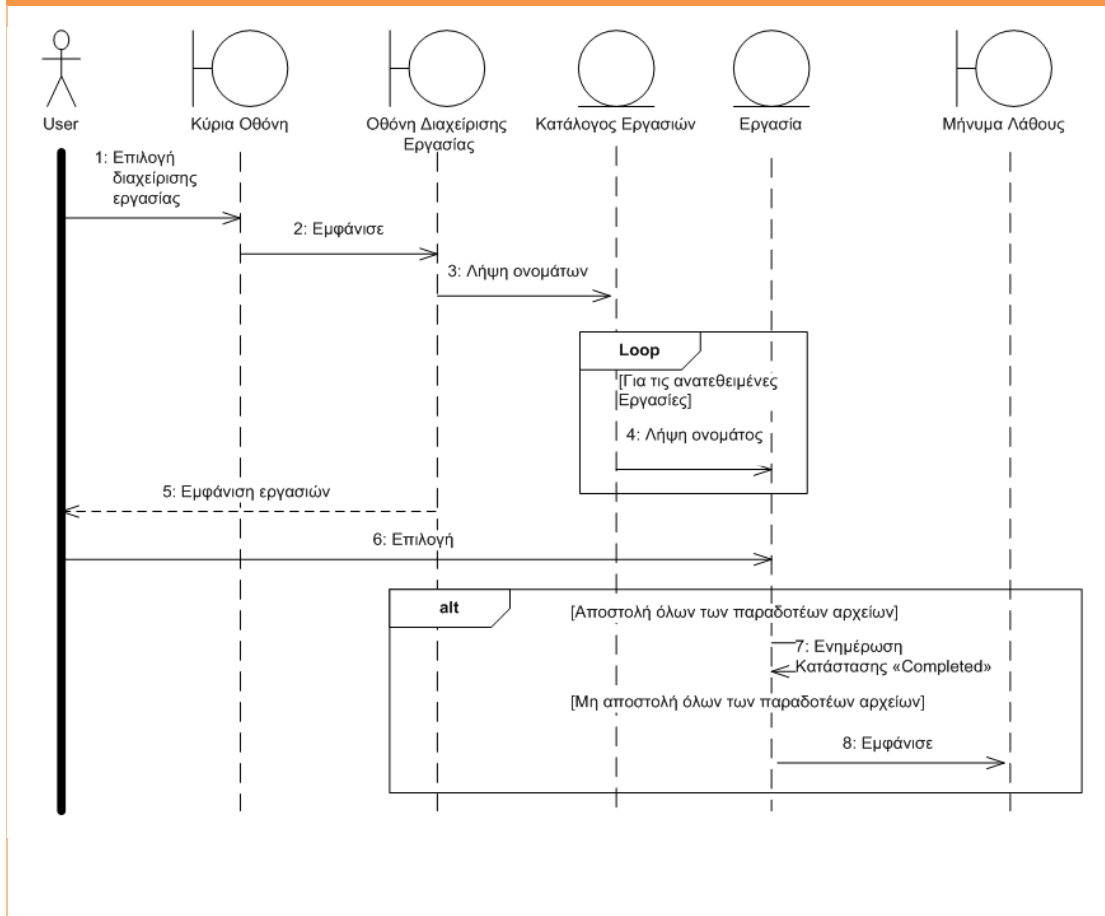 User
Κύρια Οθόνη
Οθόνη Διαχείρισης
Εργασίας
Κατάλογος Εργασιών
Εργασία
Μήνυμα Λάθους
1: Επιλογή
διαχείρισης
εργασίας
2: Εμφάνισε
3: Λήψη ονομάτων
Loop
[Για τις ανατεθειμένες
Εργασίες]
4: Λήψη ονομάτος
5: Εμφάνιση εργασιών
6: Επιλογή
alt
[Αποστολή όλων των παραδοτέων αρχείων]
7: Ενημέρωση
Κατάστασης «Completed»
[Μη αποστολή όλων των παραδοτέων αρχείων]
8: Εμφάνισε